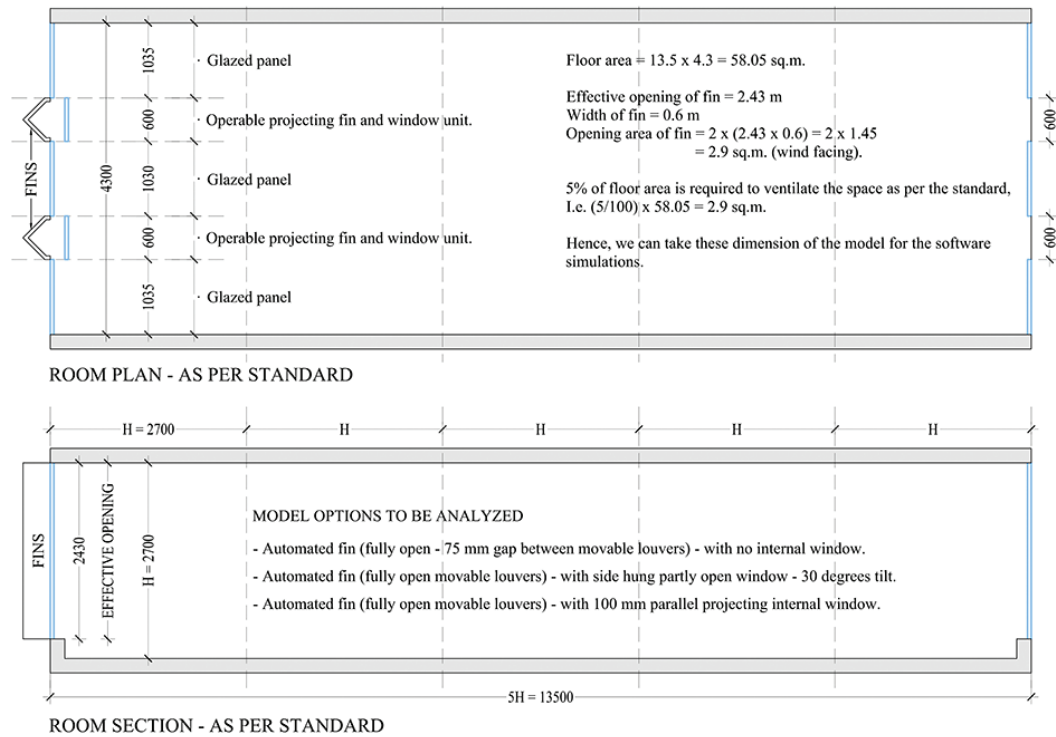 1035
· Glazed panel
600
· Operable projecting fin and window unit.
FINS
4300
1030
· Glazed panel
600
· Operable projecting fin and window unit.
1035
· Glazed panel
Floor area = 13.5 x 4.3 = 58.05 sq.m.
Effective opening of fin = 2.43 m
Width of fin = 0.6 m
Opening area of fin = 2 x (2.43 x 0.6) = 2 x 1.45
= 2.9 sq.m. (wind facing).
5% of floor area is required to ventilate the space as per the standard,
I.e. (5/100) x 58.05 = 2.9 sq.m.
Hence, we can take these dimension of the model for the software
simulations.
600
600
ROOM PLAN - AS PER STANDARD
H = 2700
H
H
H
H
FINS
2430
EFFECTIVE OPENING
H = 2700
MODEL OPTIONS TO BE ANALYZED
- Automated fin (fully open - 75 mm gap between movable louvers) - with no internal window.
- Automated fin (fully open movable louvers) - with side hung partly open window - 30 degrees tilt.
- Automated fin (fully open movable louvers) - with 100 mm parallel projecting internal window.
5H = 13500
ROOM SECTION - AS PER STANDARD